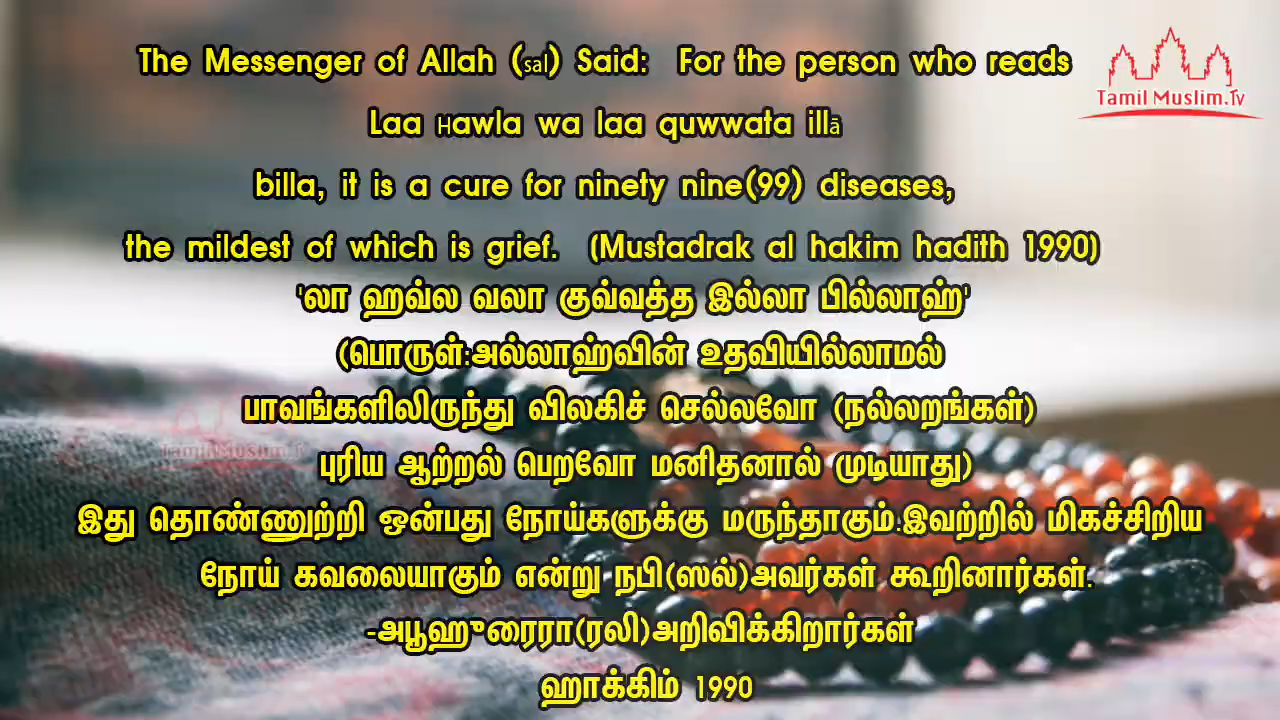 The Messenger of Allah (sal) Said: For the person who reads
Laa Hawla wa laa quwwata illā
billa, it is a cure for ninety nine(99) diseases,
the mildest of which is grief. (Mustadrak al hakim hadith 1990)
'லா ஹவ்ல வலா குவ்வத்த இல்லா பில்லாஹ்'
(பொருள்:அல்லாஹ்வின் உதவியில்லாமல்
பாவங்களிலிருந்து விலகிச் செல்லவோ (நல்லறங்கள்)
புரிய ஆற்றல் பெறவோ மனிதனால் முடியாது)
இது தொண்ணுற்றி ஒன்பது நோய்களுக்கு மருந்தாகும்.இவற்றில் மிகச்சிறிய
நோய் கவலையாகும் என்று நபி(ஸல்)அவர்கள் கூறினார்கள்.
-அபூஹுரைரா(ரலி)அறிவிக்கிறார்கள்
ஹாக்கிம் 1990
Tamil Muslim.Tv
Tamil Muslim.T